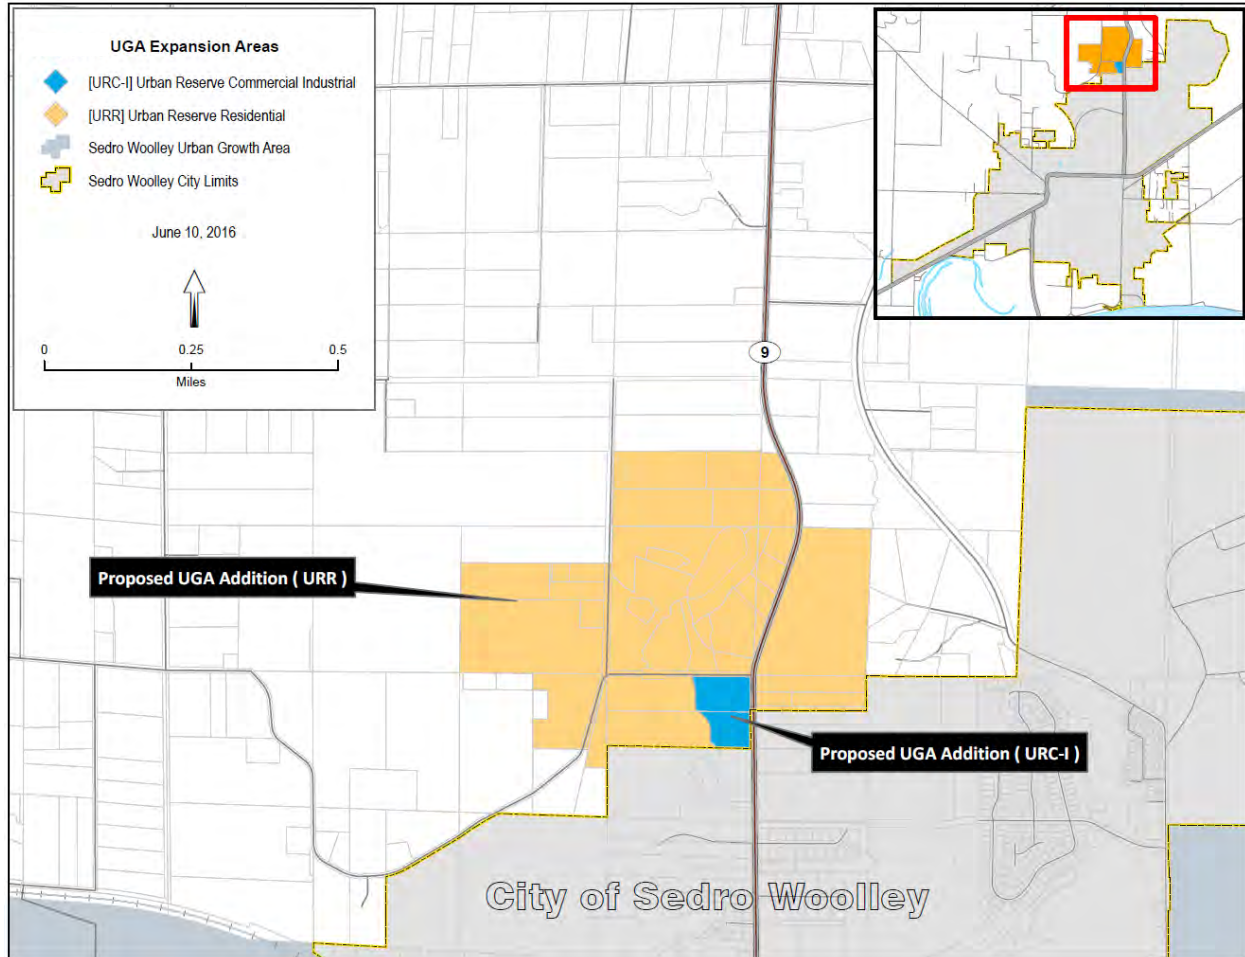 UGA Expansion Areas
[URC-I] Urban Reserve Commercial Industrial
[URR] Urban Reserve Residential
Sedro Woolley Urban Growth Area
Sedro Woolley City Limits
June 10, 2016
0 0.25 0.5
Miles
9
Proposed UGA Addition ( URR )
Proposed UGA Addition ( URC-I )
City of Sedro Woolley